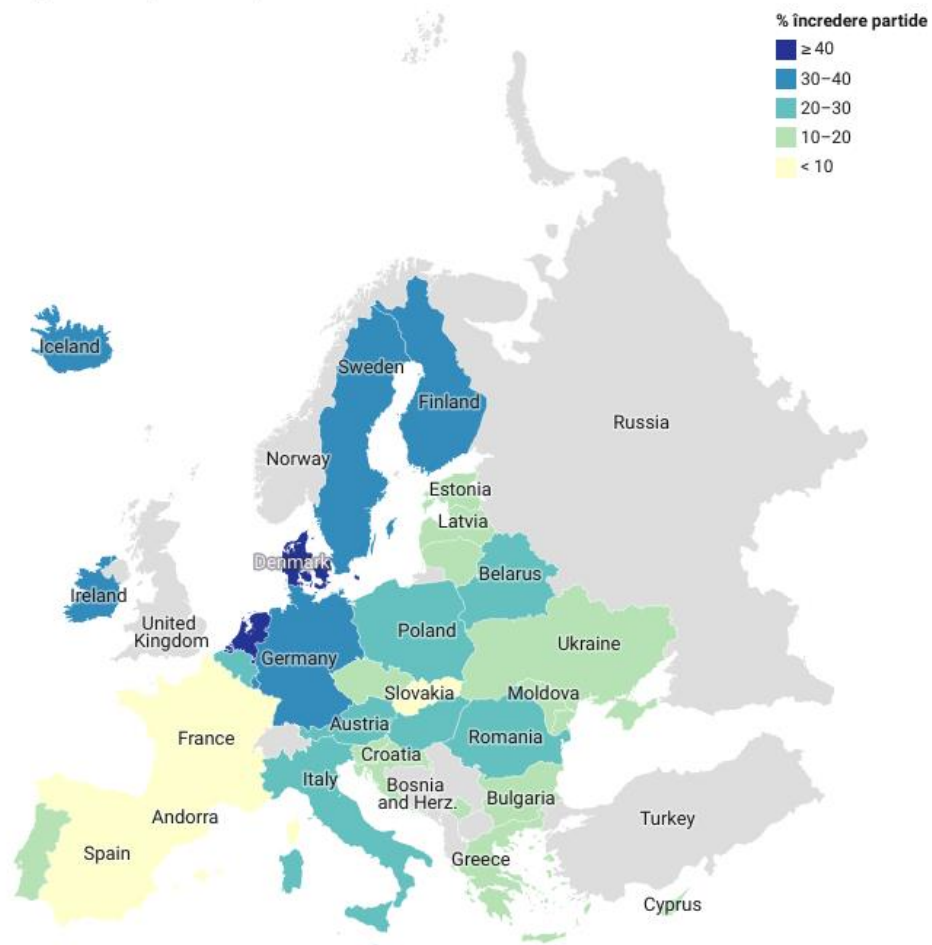 % încredere partide
≥ 40
30–40
20–30
10–20
< 10
Iceland
Sweden
Finland
Russia
Norway
Estonia
Latvia
Denmark
Belarus
Ireland
United
Kingdom
Poland
Ukraine
Germany
Slovakia
Moldova
Austria
France
Romania
Croatia
Italy
Bosnia
and Herz.
Bulgaria
Andorra
Turkey
Spain
Greece
Cyprus